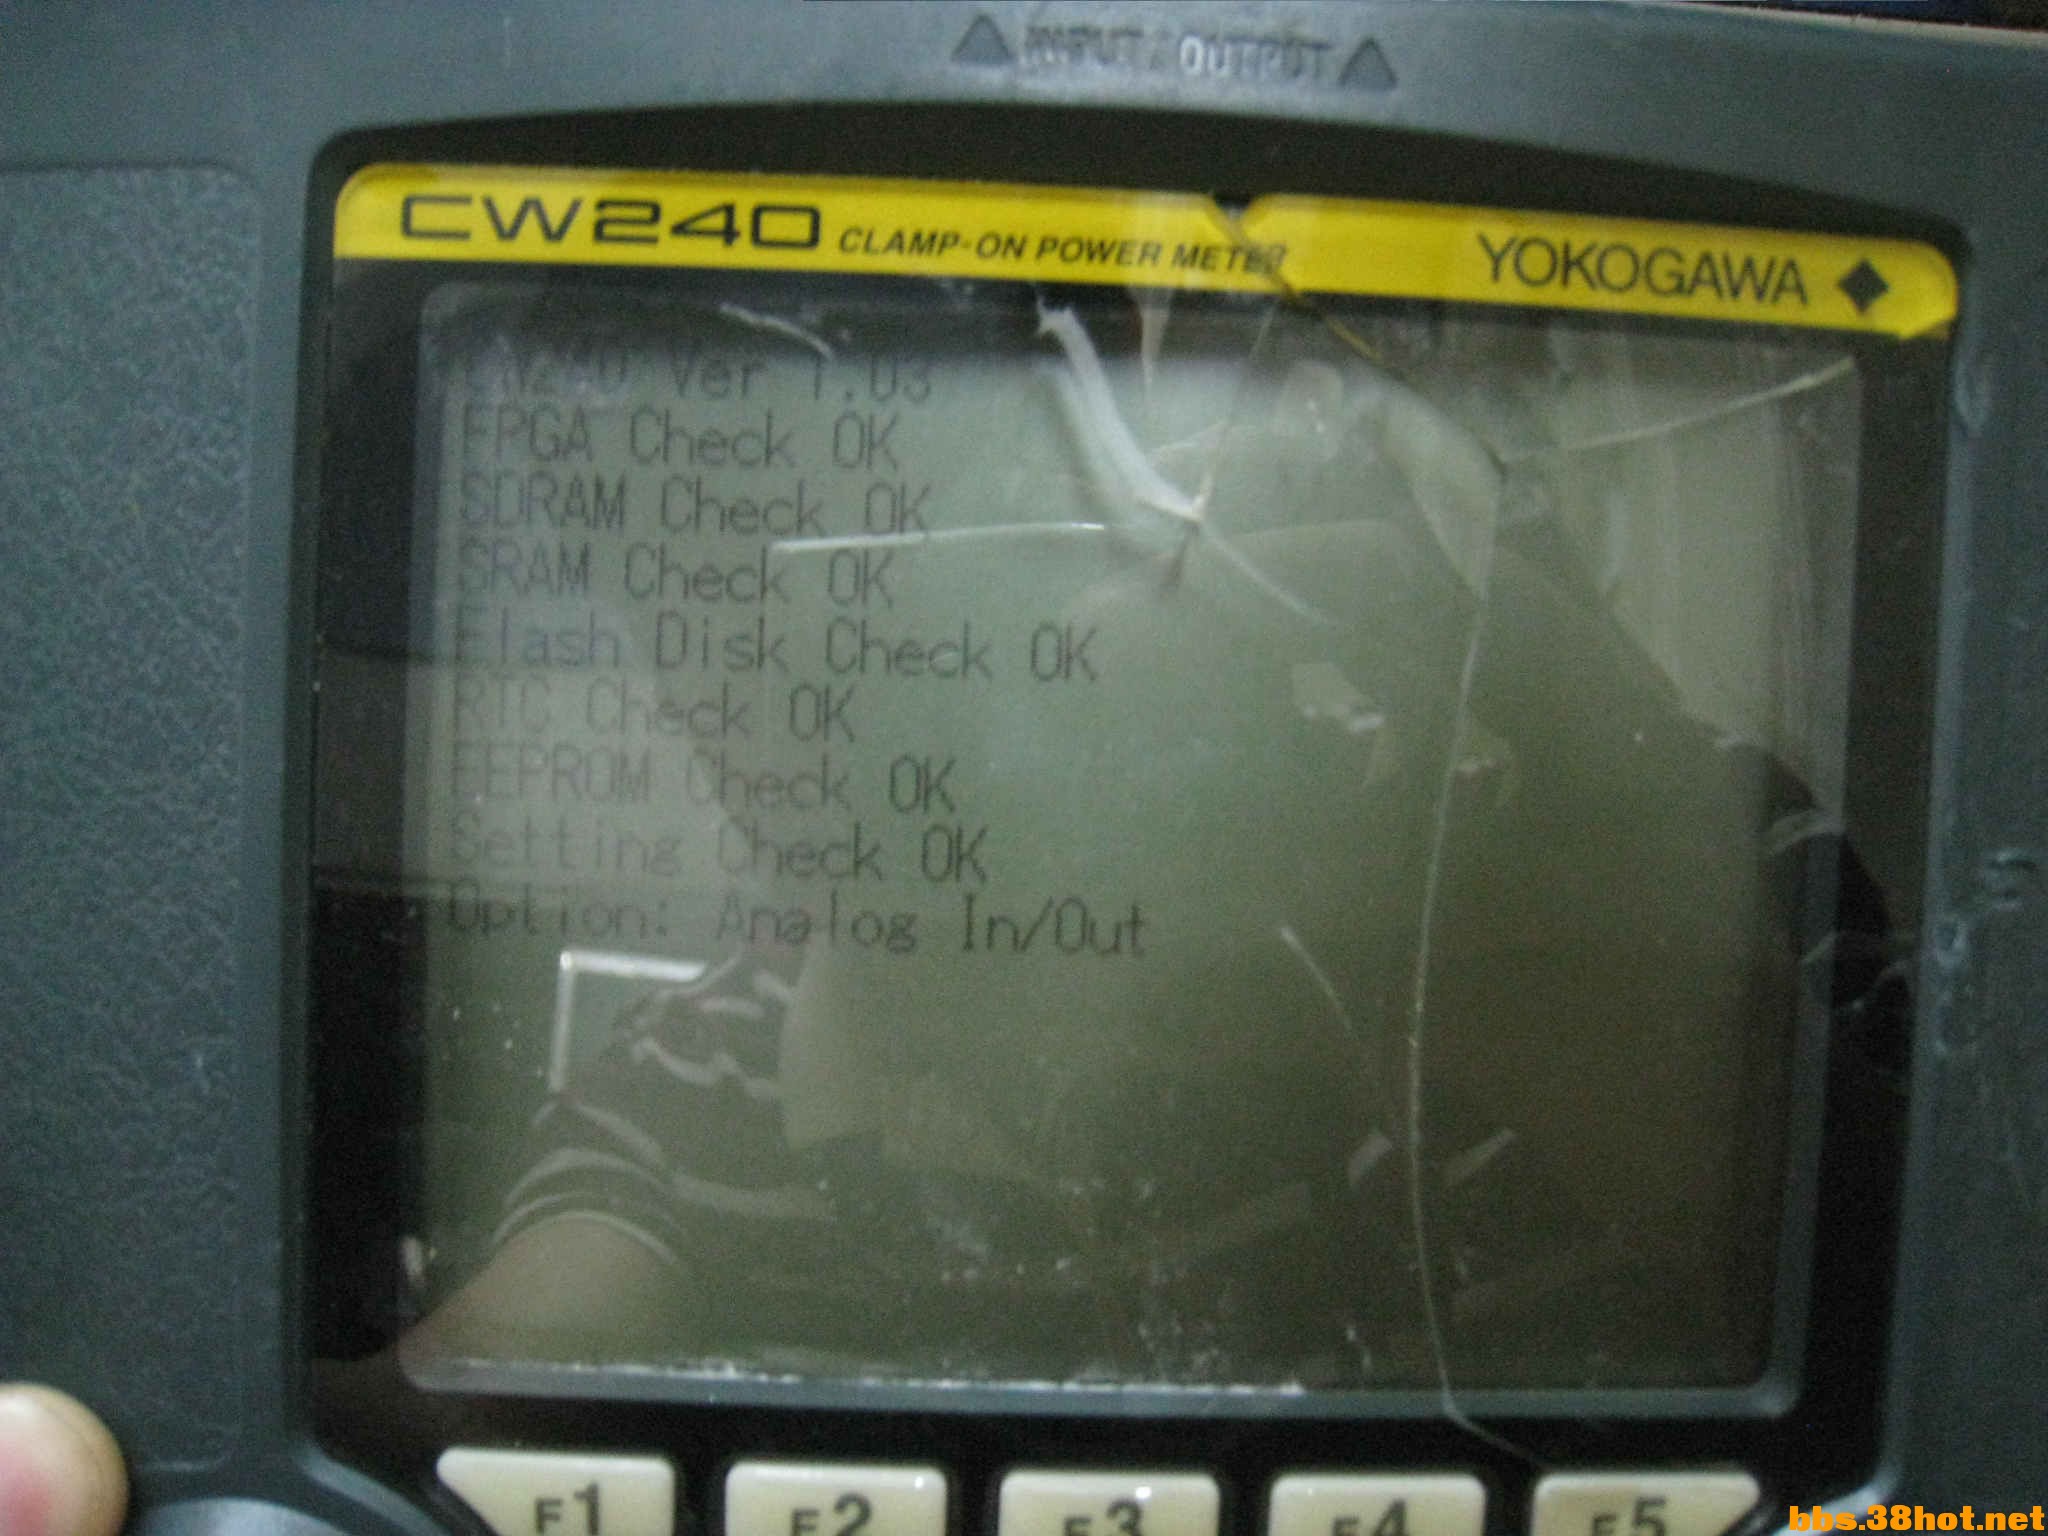 INPUT / OUTPUT
CW240 CLAMP-ON POWER METER YOKOGAWA
CW240 Ver 1.03
FPGA Check OK
SDRAM Check OK
SRAM Check OK
Flash Disk Check OK
RTC Check OK
EEPROM Check OK
Setting Check OK
Option: Analog In/Out
F1 F2 F3 F4 F5
bbs.38hot.net